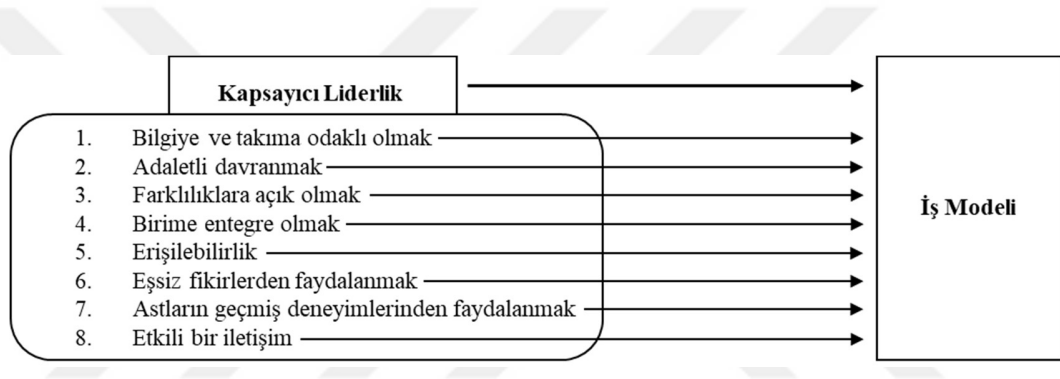 Kapsayıcı Liderlik
1. Bilgiye ve takıma odaklı olmak
2. Adaletli davranmak
3. Farklılıklara açık olmak
4. Birime entegre olmak
5. Erişilebilirlik
6. Eşsiz fikirlerden faydalanmak
7. Astların geçmiş deneyimlerinden faydalanmak
8. Etkili bir iletişim
İş Modeli